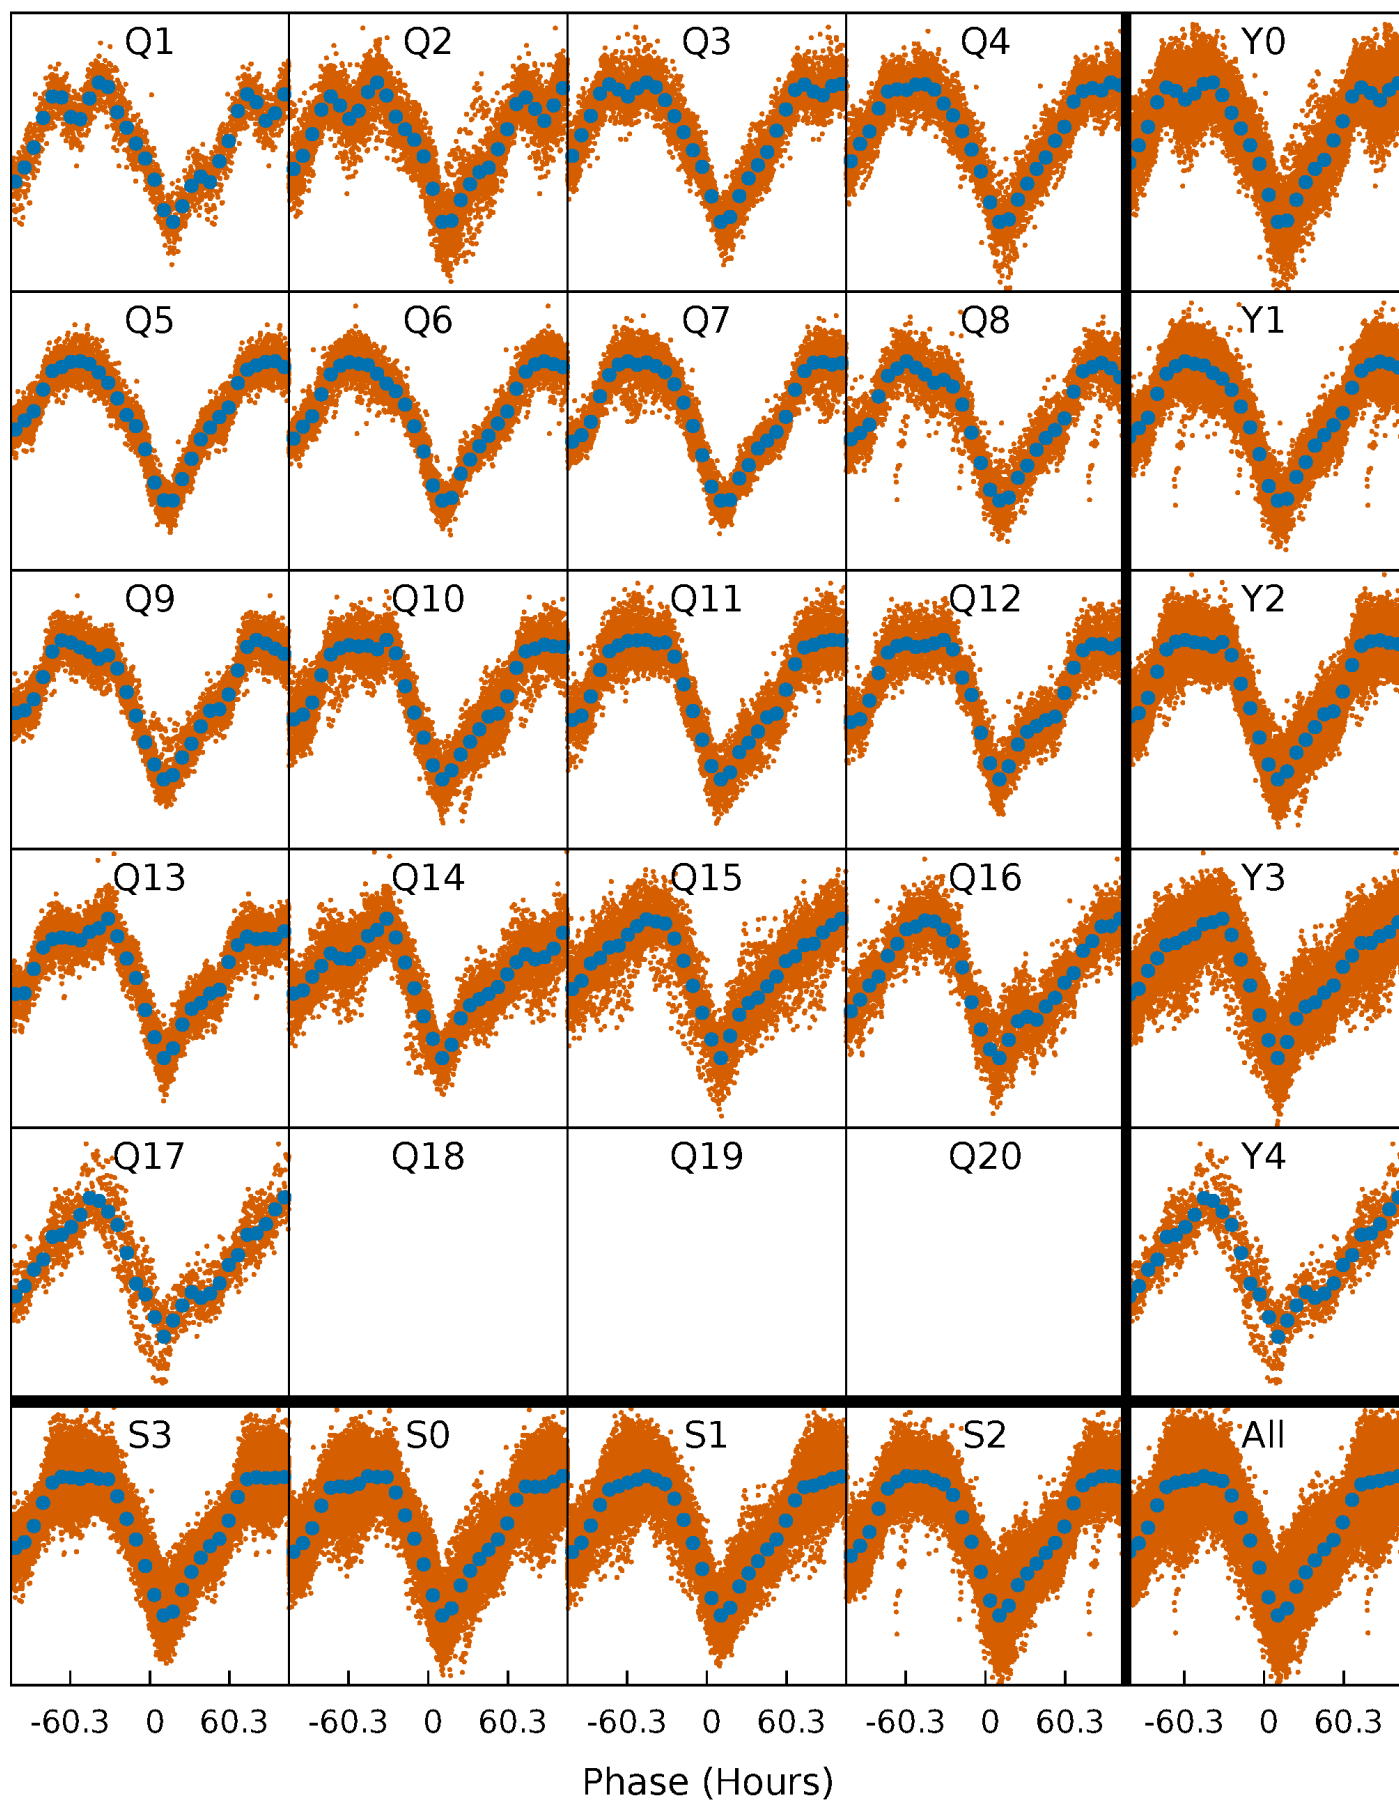 Q1 Q2 Q3 Q4 Y0
Q5 Q6 Q7 Q8 Y1
Q9 Q10 Q11 Q12 Y2
Q13 Q14 Q15 Q16 Y3
Q17 Q18 Q19 Q20 Y4
S3 S0 S1 S2 All
-60.3 0 60.3 -60.3 0 60.3 -60.3 0 60.3 -60.3 0 60.3 -60.3 0 60.3
Phase (Hours)